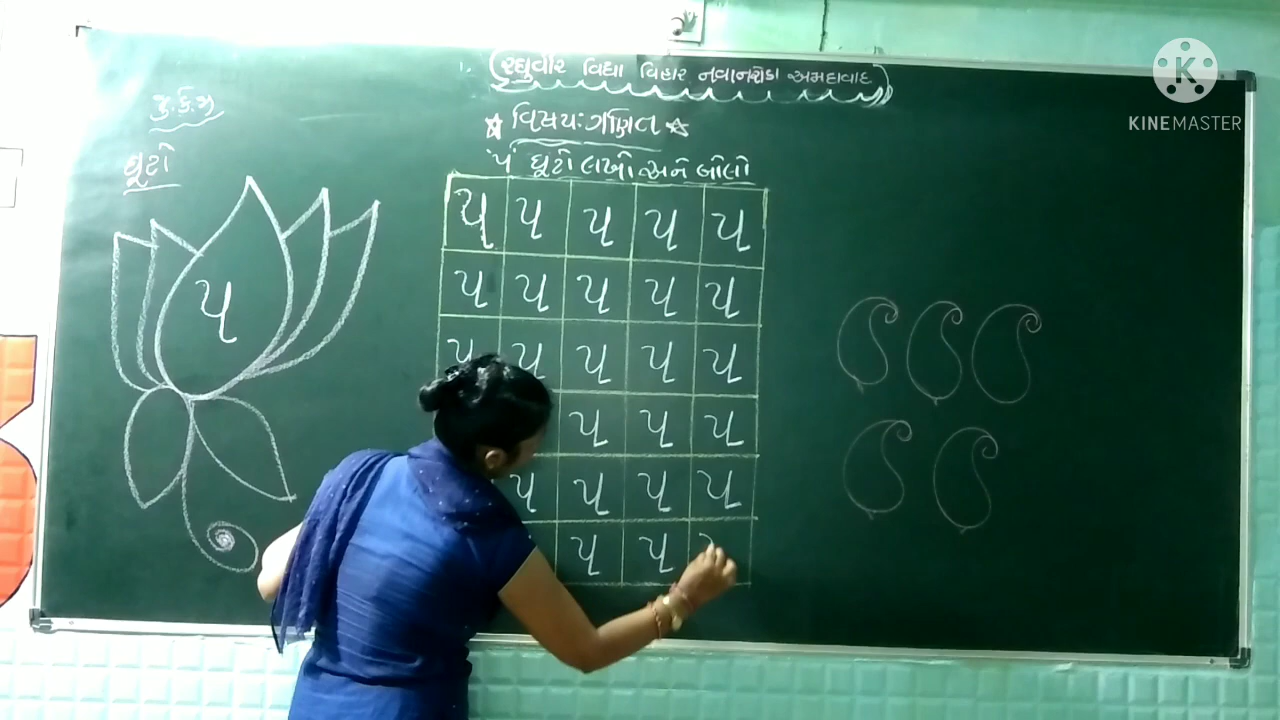 રઘુવીર વિદ્યા વિહાર નવાનરોડા અમદાવાદ
વિષય:ગણિત
'૫' ઘૂટો લખો અને બોલો
ઘૂટો
૫
૫ ૫ ૫ ૫ ૫
૫ ૫ ૫ ૫ ૫
૫ ૫ ૫ ૫ ૫
૫ ૫ ૫
૫ ૫ ૫ ૫
૫ ૫
K
KINEMASTER